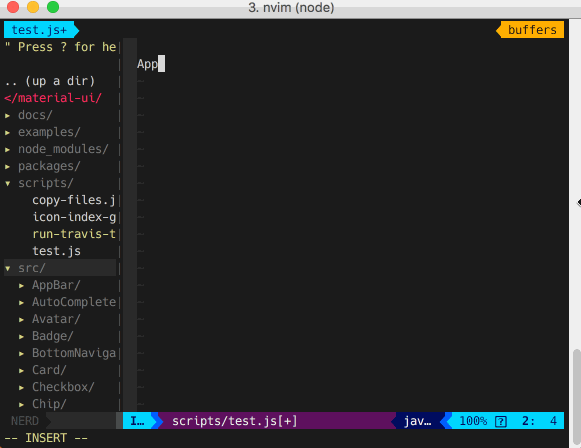 3. nvim (node)
test.js+ buffers
" Press ? for he
App
.. (up a dir)
</material-ui/
▸ docs/
▸ examples/
▸ node_modules/
▸ packages/
▾ scripts/
copy-files.j
icon-index-g
run-travis-t
test.js
▾ src/
▸ AppBar/
▸ AutoComplete
▸ Avatar/
▸ Badge/
▸ BottomNaviga
▸ Card/
▸ Checkbox/
▸ Chip/
NERD I… scripts/test.js[+] jav… 100% 2: 4
-- INSERT --